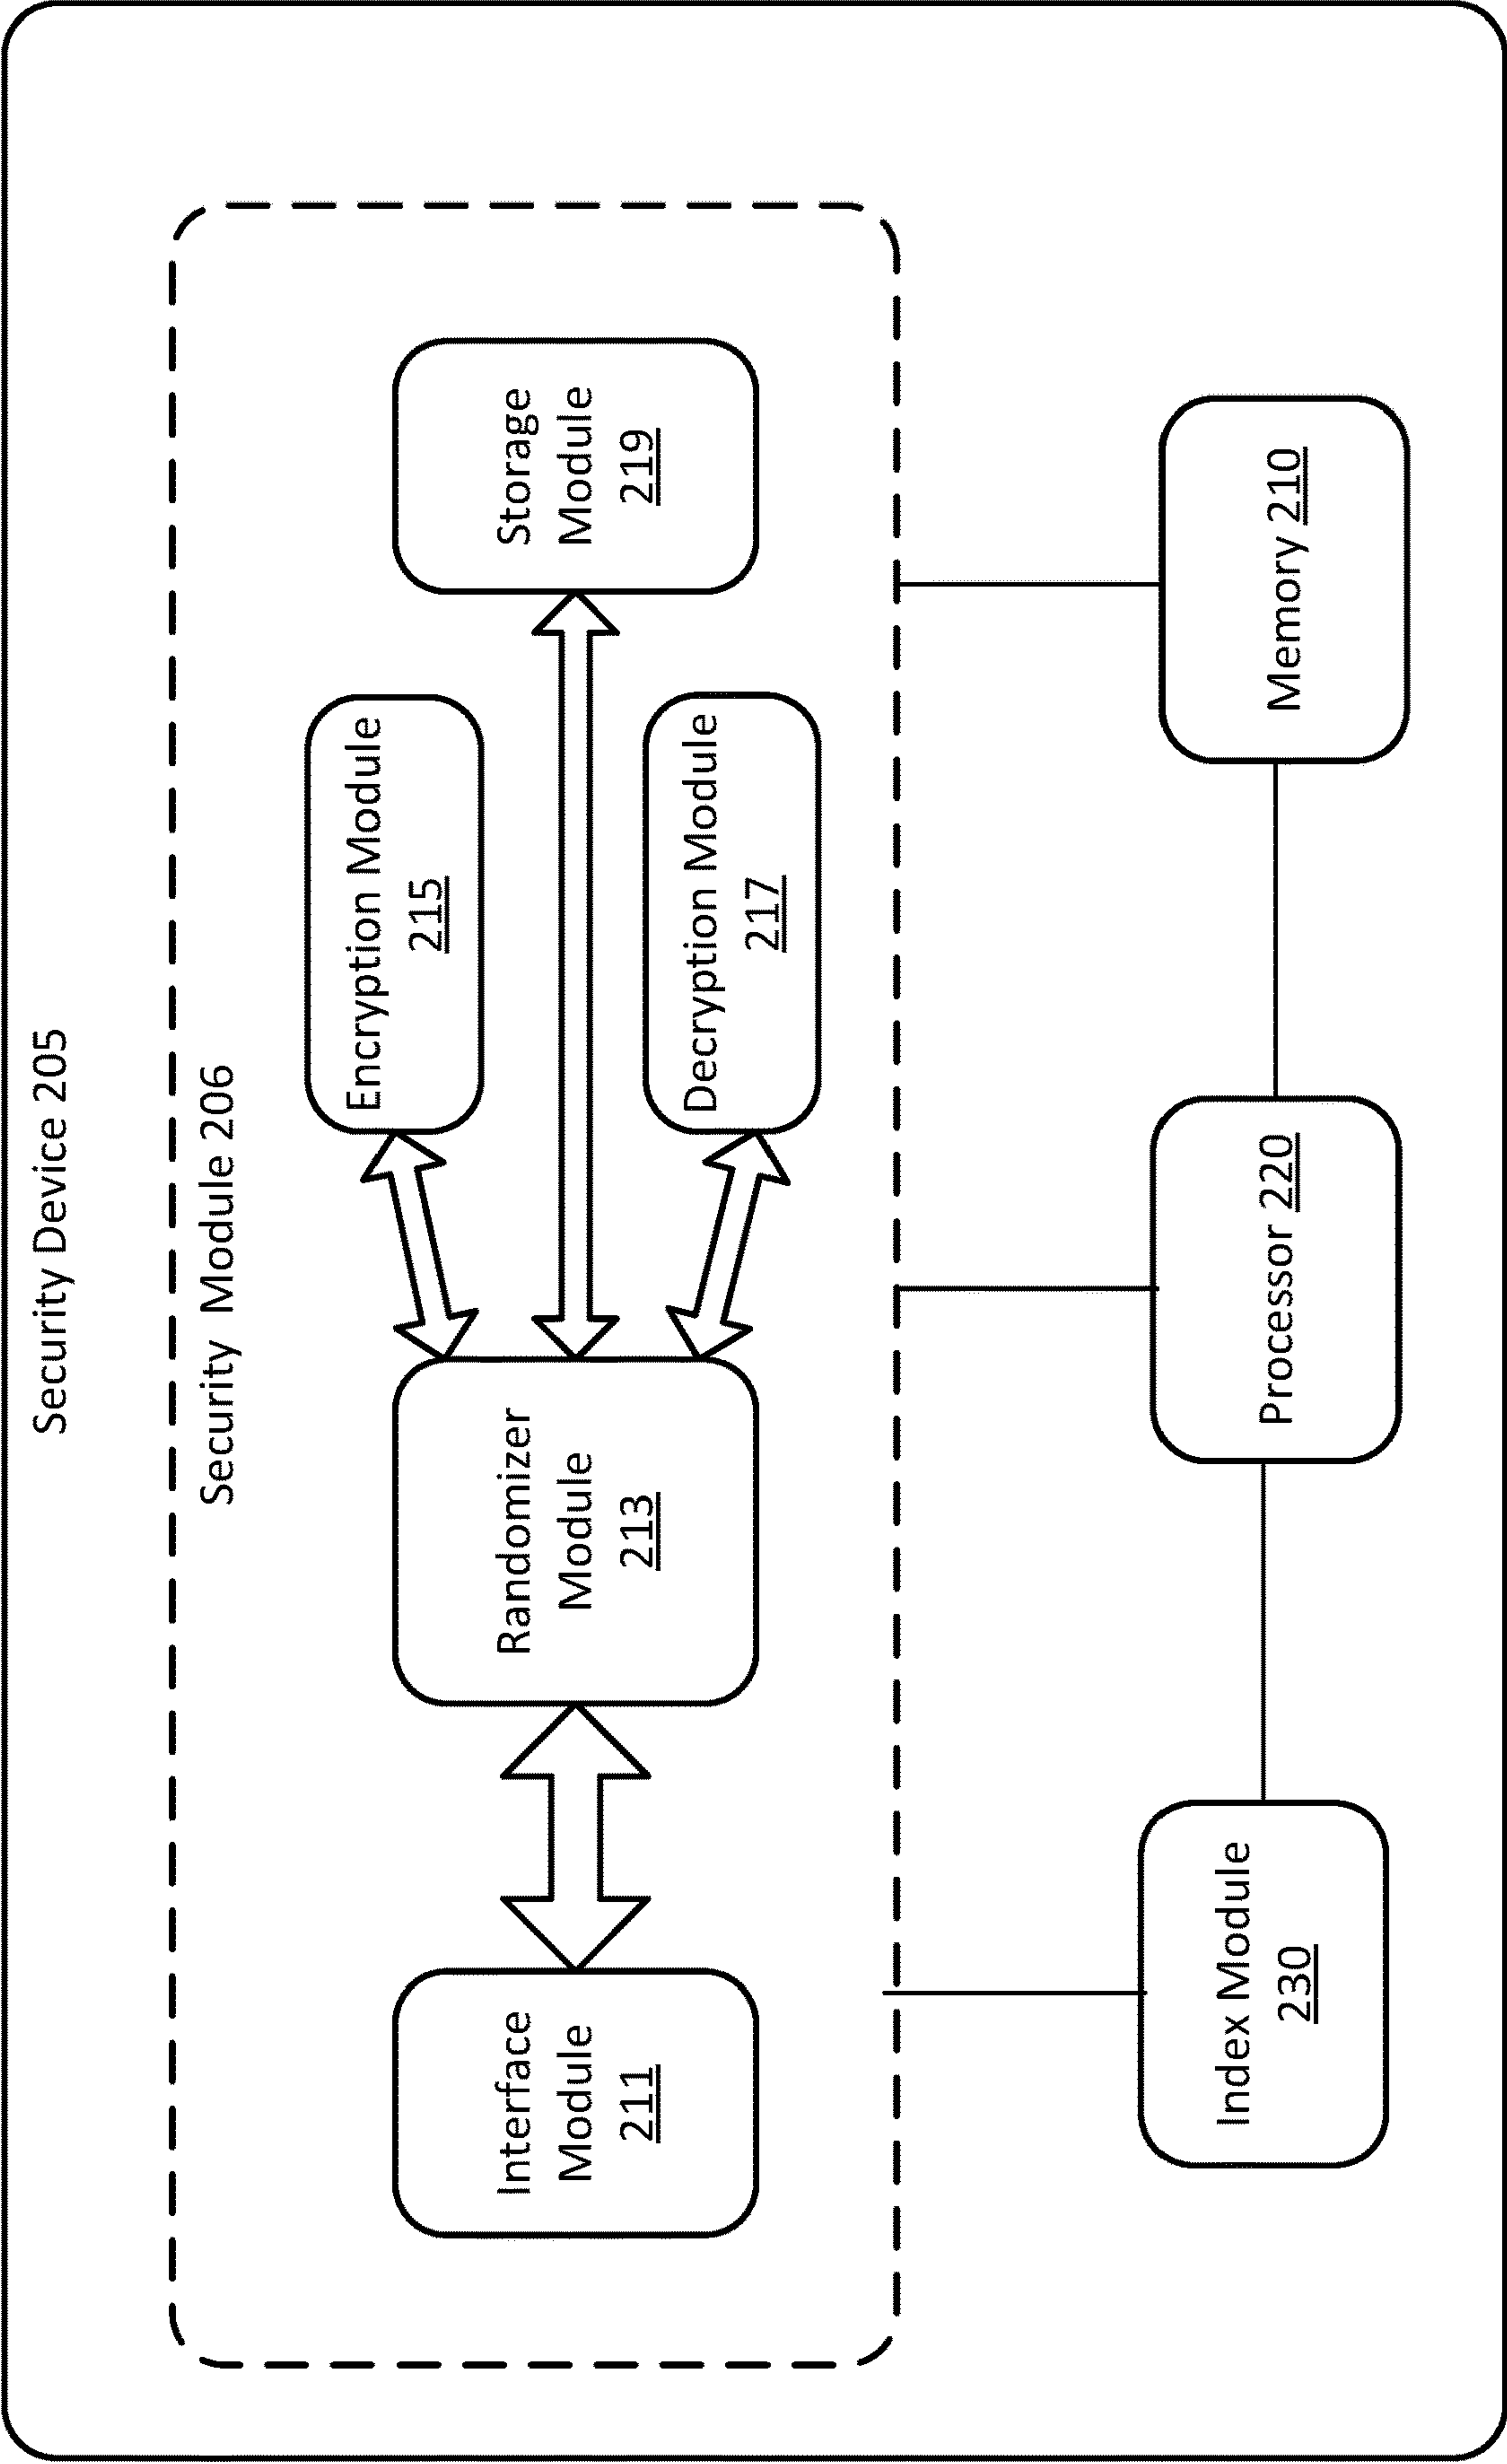 Security Device 205
Security Module 206
Interface
Module
211
Randomizer
Module
213
Encryption Module
215
Decryption Module
217
Storage
Module
219
Index Module
230
Processor 220
Memory 210